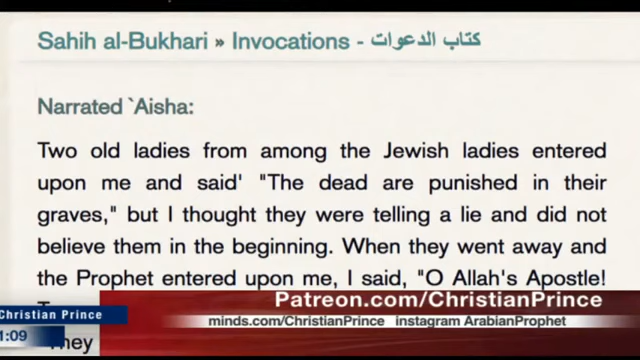 Sahih al-Bukhari » Invocations - كتاب الدعوات
Narrated `Aisha:
Two old ladies from among the Jewish ladies entered
upon me and said' "The dead are punished in their
graves," but I thought they were telling a lie and did not
believe them in the beginning. When they went away and
the Prophet entered upon me, I said, "O Allah's Apostle!
Patreon.com/ChristianPrince
Christian Prince
minds.com/ChristianPrince instagram ArabianProphet
1:09
They